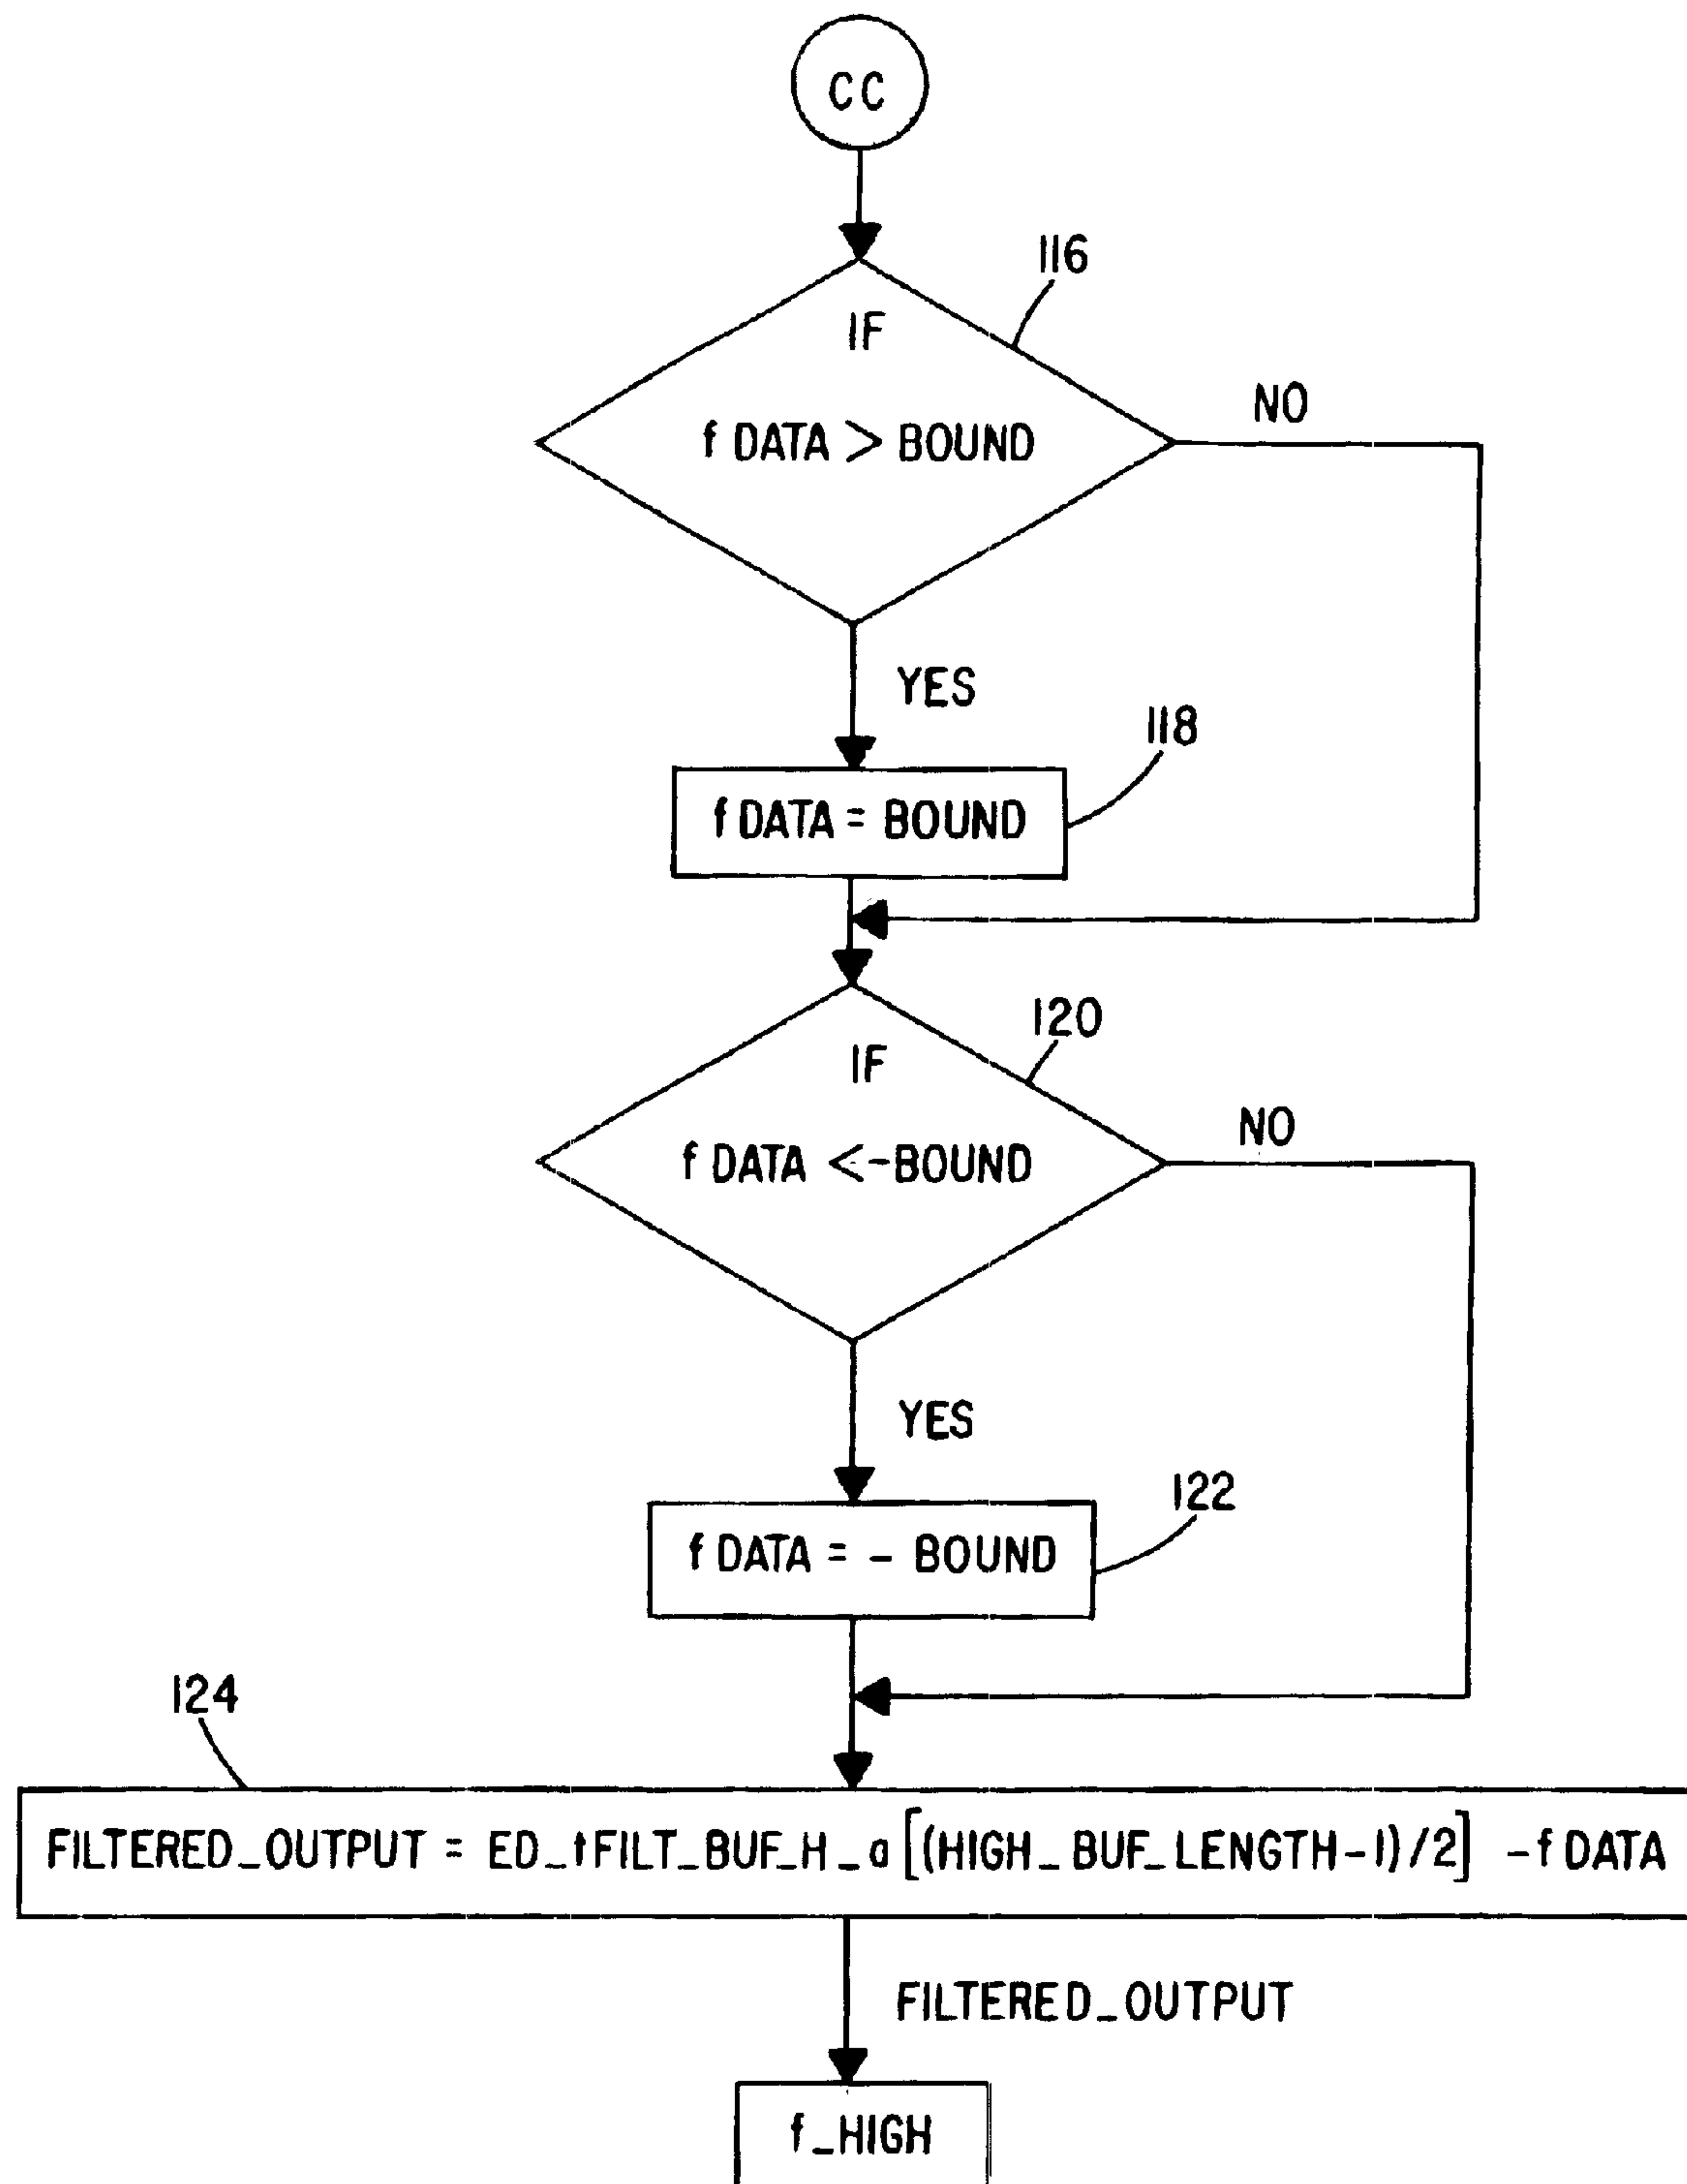 CC
116
IF
f DATA > BOUND
NO
YES
118
f DATA = BOUND
120
IF
f DATA <-BOUND
NO
YES
122
f DATA = - BOUND
124
FILTERED_OUTPUT = ED_tFILT_BUF_H_a[(HIGH_BUF_LENGTH-1)/2] -f DATA
FILTERED_OUTPUT
f_HIGH